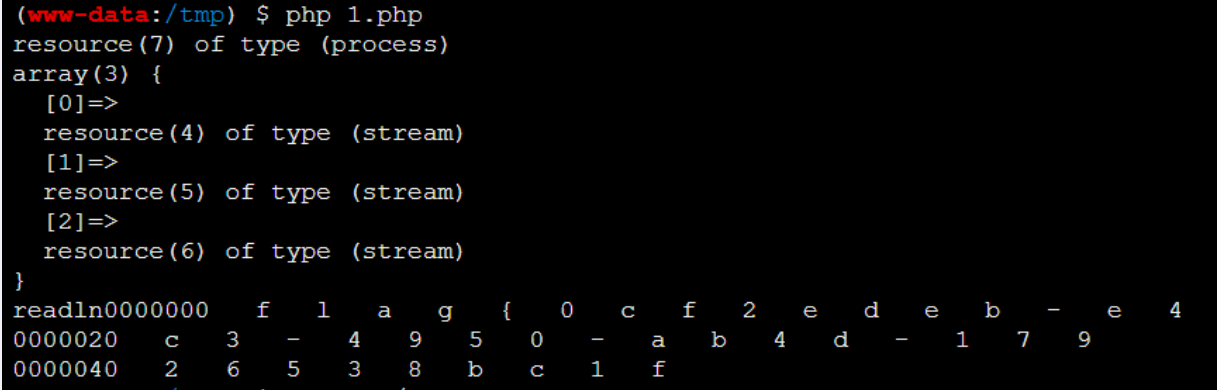 (www-data:/tmp) $ php 1.php
resource(7) of type (process)
array(3) {
  [0]=>
  resource(4) of type (stream)
  [1]=>
  resource(5) of type (stream)
  [2]=>
  resource(6) of type (stream)
}
readln0000000   f   l   a   g   {   0   c   f   2   e   d   e   b   -   e   4
0000020   c   3   -   4   9   5   0   -   a   b   4   d   -   1   7   9
0000040   2   6   5   3   8   b   c   1   f